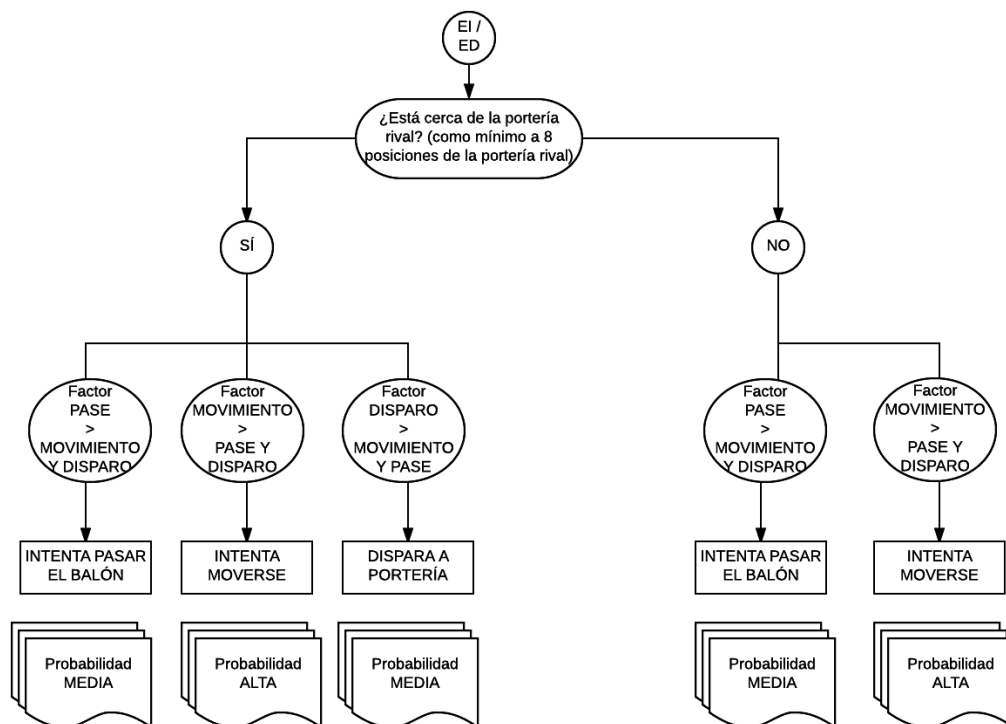 EI /
ED
¿Está cerca de la portería
rival? (como mínimo a 8
posiciones de la portería rival)
SÍ
NO
Factor
PASE
>
MOVIMIENTO
Y DISPARO
Factor
MOVIMIENTO
>
PASE Y
DISPARO
Factor
DISPARO
>
MOVIMIENTO
Y PASE
Factor
PASE
>
MOVIMIENTO
Y DISPARO
Factor
MOVIMIENTO
>
PASE Y
DISPARO
INTENTA PASAR
EL BALÓN
INTENTA
MOVERSE
DISPARA A
PORTERÍA
INTENTA PASAR
EL BALÓN
INTENTA
MOVERSE
Probabilidad
MEDIA
Probabilidad
ALTA
Probabilidad
MEDIA
Probabilidad
MEDIA
Probabilidad
ALTA